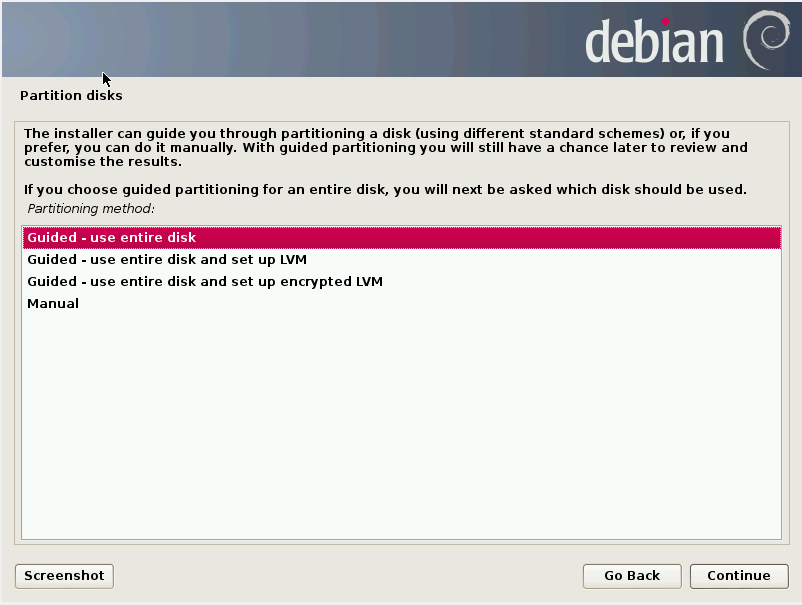 debian
Partition disks
The installer can guide you through partitioning a disk (using different standard schemes) or, if you
prefer, you can do it manually. With guided partitioning you will still have a chance later to review and
customise the results.
If you choose guided partitioning for an entire disk, you will next be asked which disk should be used.
Partitioning method:
Guided - use entire disk
Guided - use entire disk and set up LVM
Guided - use entire disk and set up encrypted LVM
Manual
Screenshot
Go Back
Continue